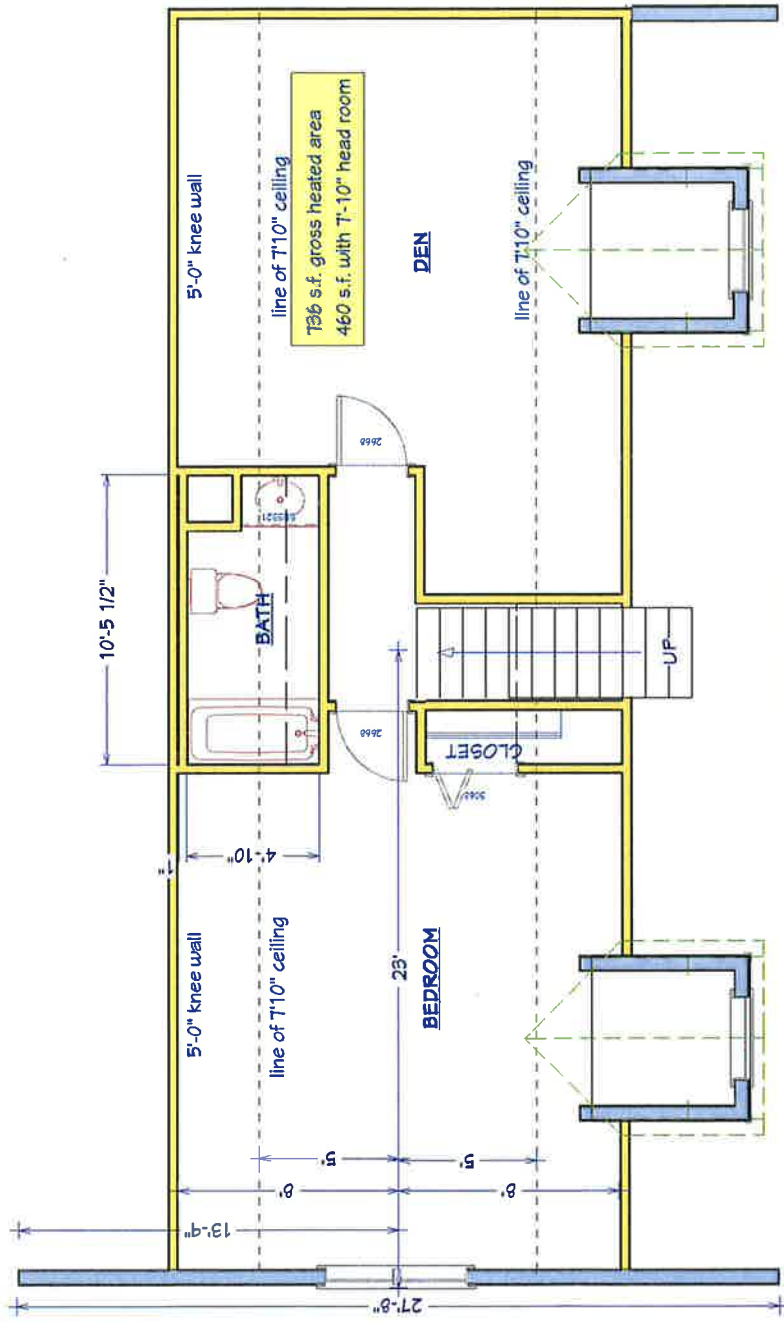 5'-0" knee wall
line of 7'10" ceiling
736 s.f. gross heated area
460 s.f. with 7'-10" head room
DEN
line of 7'10" ceiling
2668
10'-5 1/2"
BATH
UP
2668
CLOSET
3068
4'-10"
1"
5'-0" knee wall
line of 7'10" ceiling
BEDROOM
23'
5'
5'
8'
8'
13'-9"
27'-8"